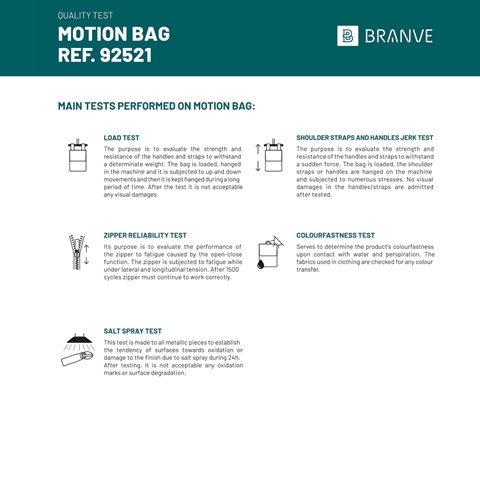 QUALITY TEST
MOTION BAG
REF. 92521
BRANVE
MAIN TESTS PERFORMED ON MOTION BAG:
LOAD TEST
The purpose is to evaluate the strength and
resistance of the handles and straps to withstand
a determinate weight. The bag is loaded, hanged
in the machine and it is subjected to up and down
movements and then it is kept hanged during a long
period of time. After the test it is not acceptable
any visual damages.
SHOULDER STRAPS AND HANDLES JERK TEST
The purpose is to evaluate the strength and
resistance of the handles and straps to withstand
a sudden force. The bag is loaded, the shoulder
straps or handles are hanged on the machine
and subjected to numerous stresses. No visual
damages in the handles/straps are admitted
after tested.
ZIPPER RELIABILITY TEST
Its purpose is to evaluate the performance of
the zipper to fatigue caused by the open-close
function. The zipper is subjected to fatigue while
under lateral and longitudinal tension. After 1500
cycles zipper must continue to work correctly.
COLOURFASTNESS TEST
Serves to determine the product's colourfastness
upon contact with water and perspiration. The
fabrics used in clothing are checked for any colour
transfer.
SALT SPRAY TEST
This test is made to all metallic pieces to establish
the tendency of surfaces towards oxidation or
damage to the finish due to salt spray during 24h.
After testing, it is not acceptable any oxidation
marks or surface degradation.